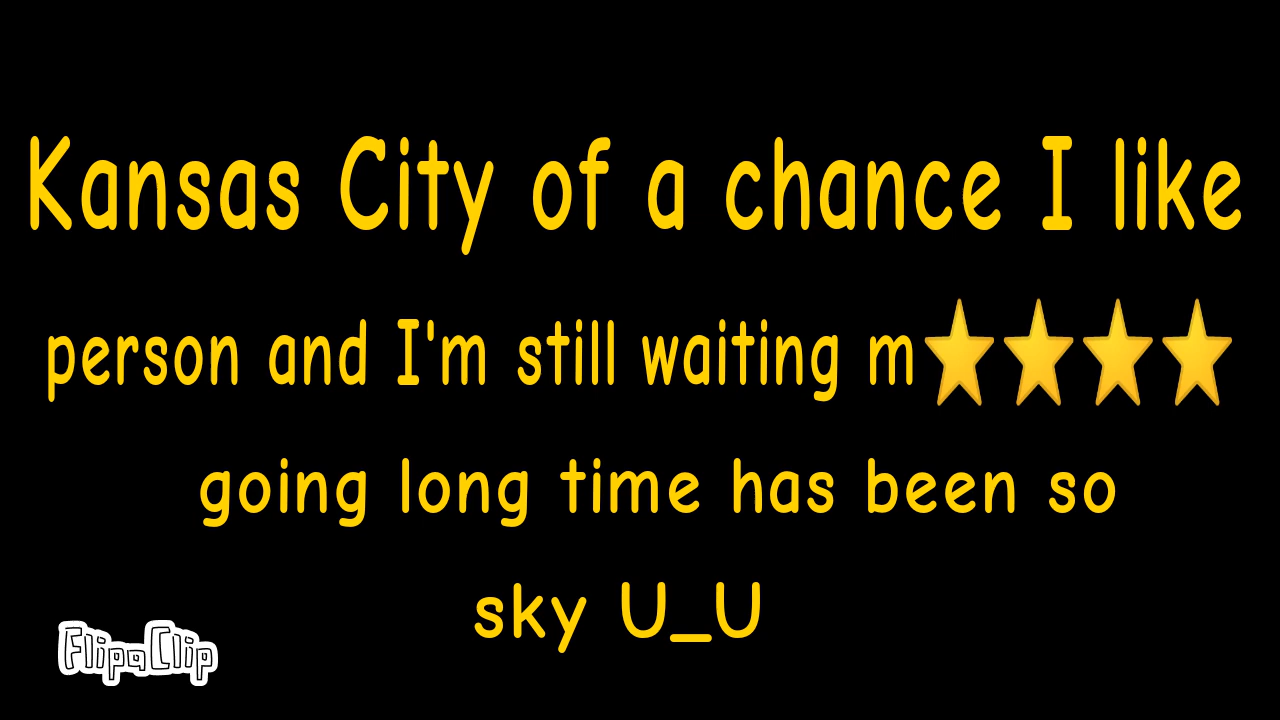 Kansas City of a chance I like
person and I'm still waiting m⭐⭐⭐⭐
going long time has been so
sky U_U
FlipaClip